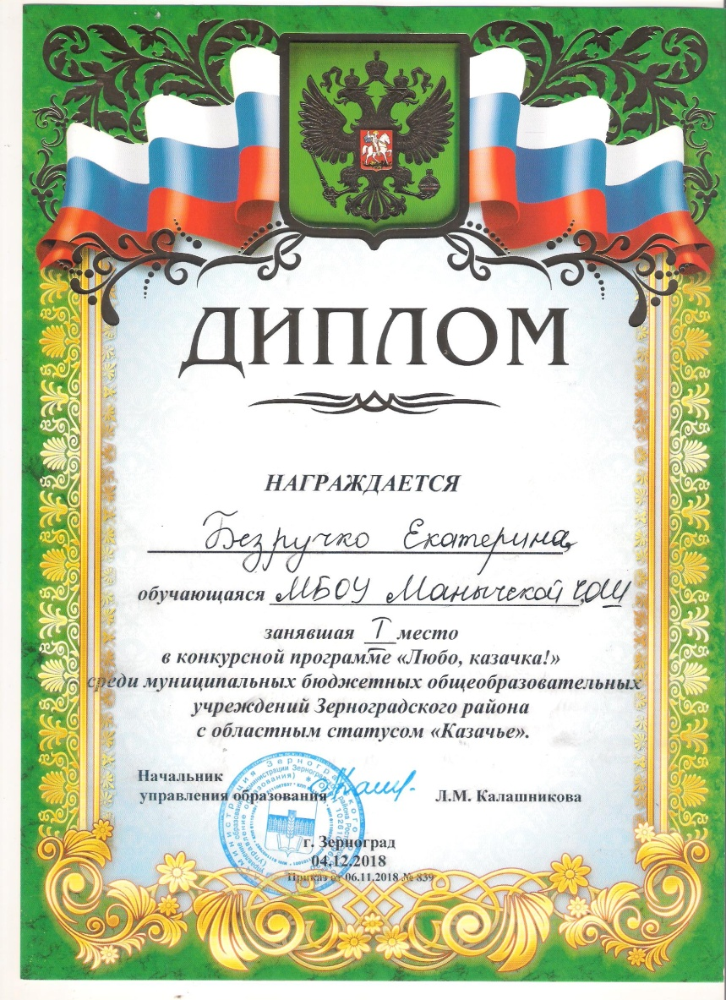 ДИПЛОМ
НАГРАЖДАЕТСЯ
Безручко Екатерина,
обучающаяся МБОУ Манычской СОШ
занявшая I место
в конкурсной программе «Любо, казачка!»
среди муниципальных бюджетных общеобразовательных
учреждений Зерноградского района
с областным статусом «Казачье».
Начальник
управления образования Л.М. Калашникова
г. Зерноград
04.12.2018
Приказ от 06.11.2018 № 839